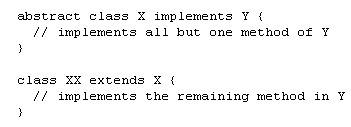 abstract class X implements Y {
  // implements all but one method of Y
}
class XX extends X {
  // implements the remaining method in Y
}